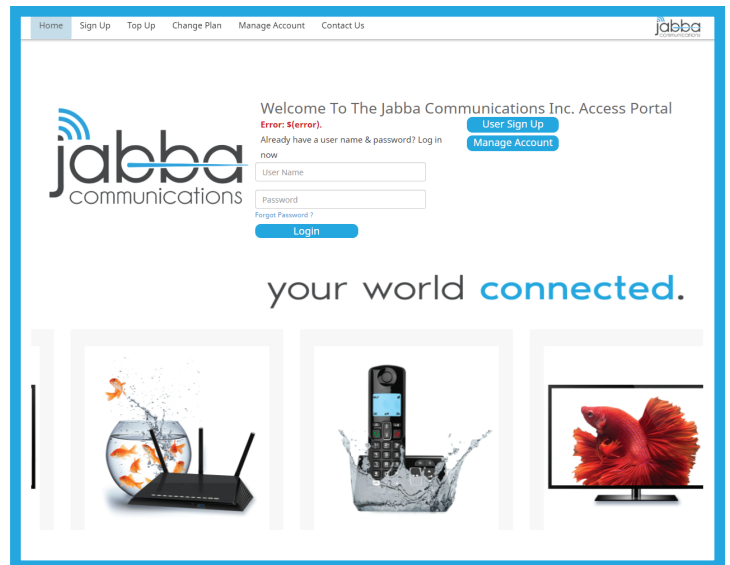 Home Sign Up Top Up Change Plan Manage Account Contact Us
jabba
communications
Welcome To The Jabba Communications Inc. Access Portal
Error: $(error).
User Sign Up
Already have a user name & password? Log in
now
Manage Account
jabba
communications
User Name
Password
Forgot Password ?
Login
your world connected.